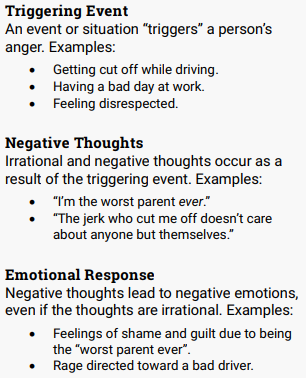 Triggering Event
An event or situation “triggers” a person’s
anger. Examples:
• Getting cut off while driving.
• Having a bad day at work.
• Feeling disrespected.
Negative Thoughts
Irrational and negative thoughts occur as a
result of the triggering event. Examples:
• “I’m the worst parent ever.”
• “The jerk who cut me off doesn’t care
about anyone but themselves.”
Emotional Response
Negative thoughts lead to negative emotions,
even if the thoughts are irrational. Examples:
• Feelings of shame and guilt due to being
the “worst parent ever”.
• Rage directed toward a bad driver.